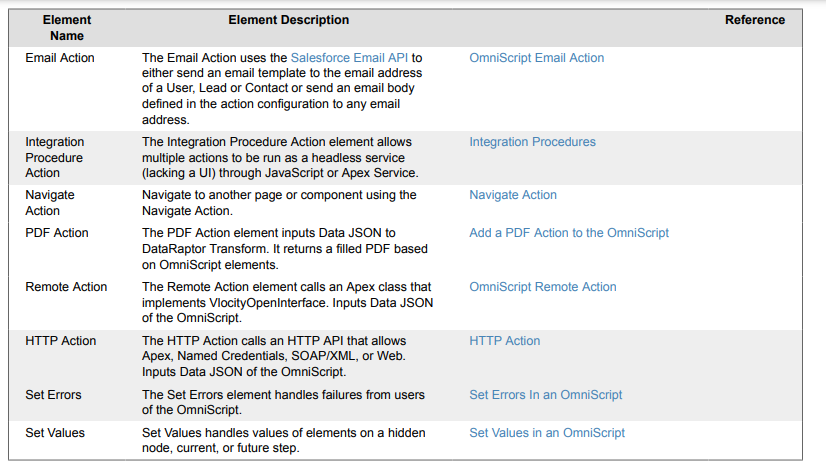 Element Name
Element Description
Reference
Email Action
The Email Action uses the Salesforce Email API to
either send an email template to the email address
of a User, Lead or Contact or send an email body
defined in the action configuration to any email
address.
OmniScript Email Action
Integration
Procedure
Action
The Integration Procedure Action element allows
multiple actions to be run as a headless service
(lacking a UI) through JavaScript or Apex Service.
Integration Procedures
Navigate
Action
Navigate to another page or component using the
Navigate Action.
Navigate Action
PDF Action
The PDF Action element inputs Data JSON to
DataRaptor Transform. It returns a filled PDF based
on OmniScript elements.
Add a PDF Action to the OmniScript
Remote Action
The Remote Action element calls an Apex class that
implements VlocityOpenInterface. Inputs Data JSON
of the OmniScript.
OmniScript Remote Action
HTTP Action
The HTTP Action calls an HTTP API that allows
Apex, Named Credentials, SOAP/XML, or Web.
Inputs Data JSON of the OmniScript.
HTTP Action
Set Errors
The Set Errors element handles failures from users
of the OmniScript.
Set Errors In an OmniScript
Set Values
Set Values handles values of elements on a hidden
node, current, or future step.
Set Values in an OmniScript